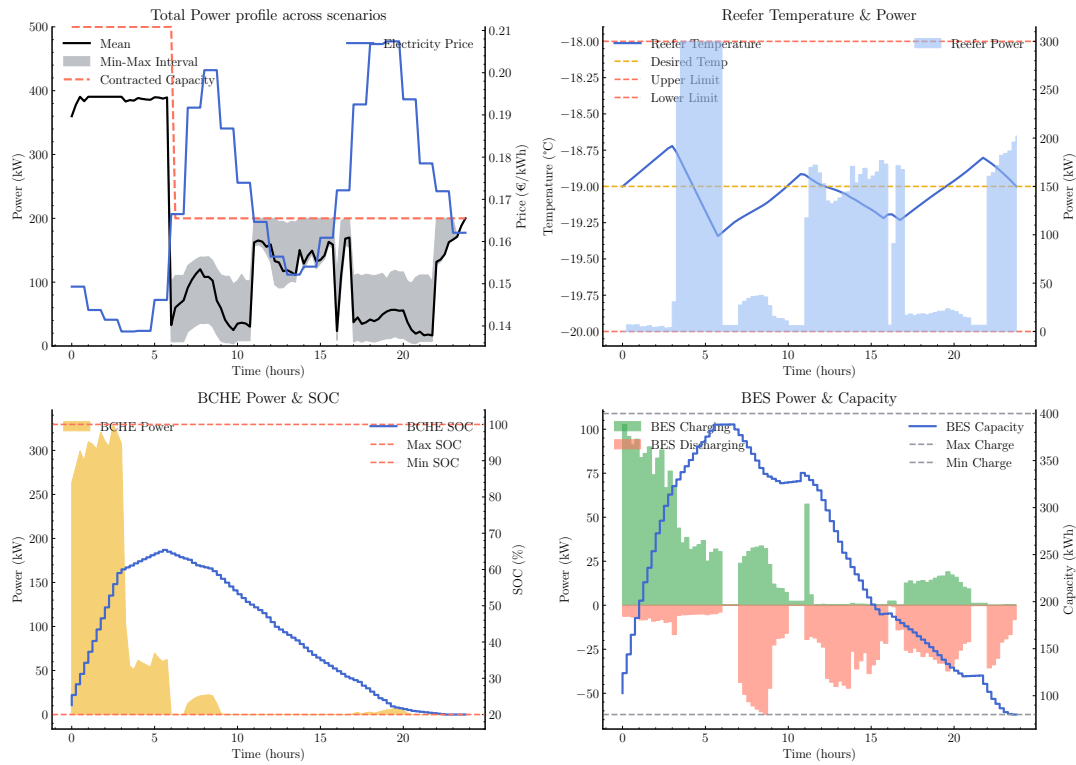 Total Power profile across scenarios
500
400
300
200
100
0
Power (kW)
0
5
10
15
20
Time (hours)
0.21
0.20
0.19
0.18
0.17
0.16
0.15
0.14
Price (€/kWh)
Mean
Min-Max Interval
Contracted Capacity
Electricity Price
Reefer Temperature & Power
−18.00
−18.25
−18.50
−18.75
−19.00
−19.25
−19.50
−19.75
−20.00
Temperature (°C)
0
5
10
15
20
Time (hours)
300
250
200
150
100
50
0
Power (kW)
Reefer Temperature
Desired Temp
Upper Limit
Lower Limit
Reefer Power
BCHE Power & SOC
300
250
200
150
100
50
0
Power (kW)
0
5
10
15
20
Time (hours)
100
90
80
70
60
50
40
30
20
SOC (%)
BCHE Power
BCHE SOC
Max SOC
Min SOC
BES Power & Capacity
100
75
50
25
0
−25
−50
Power (kW)
0
5
10
15
20
Time (hours)
400
350
300
250
200
150
100
Capacity (kWh)
BES Charging
BES Discharging
BES Capacity
Max Charge
Min Charge